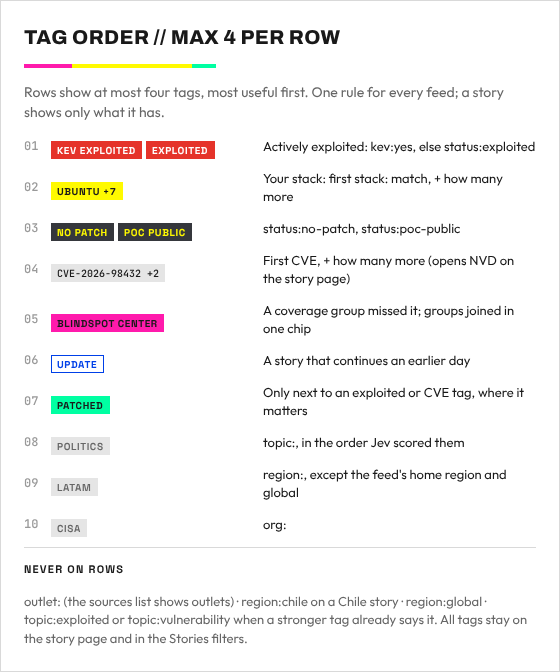 TAG ORDER // MAX 4 PER ROW
Rows show at most four tags, most useful first. One rule for every feed; a story
shows only what it has.
01 KEV EXPLOITED EXPLOITED Actively exploited: kev:yes, else status:exploited
02 UBUNTU +7 Your stack: first stack: match, + how many
more
03 NO PATCH POC PUBLIC status:no-patch, status:poc-public
04 CVE-2026-98432 +2 First CVE, + how many more (opens NVD on
the story page)
05 BLINDSPOT CENTER A coverage group missed it; groups joined in
one chip
06 UPDATE A story that continues an earlier day
07 PATCHED Only next to an exploited or CVE tag, where it
matters
08 POLITICS topic:, in the order Jev scored them
09 LATAM region:, except the feed's home region and
global
10 CISA org:
NEVER ON ROWS
outlet: (the sources list shows outlets) · region:chile on a Chile story · region:global ·
topic:exploited or topic:vulnerability when a stronger tag already says it. All tags stay on
the story page and in the Stories filters.